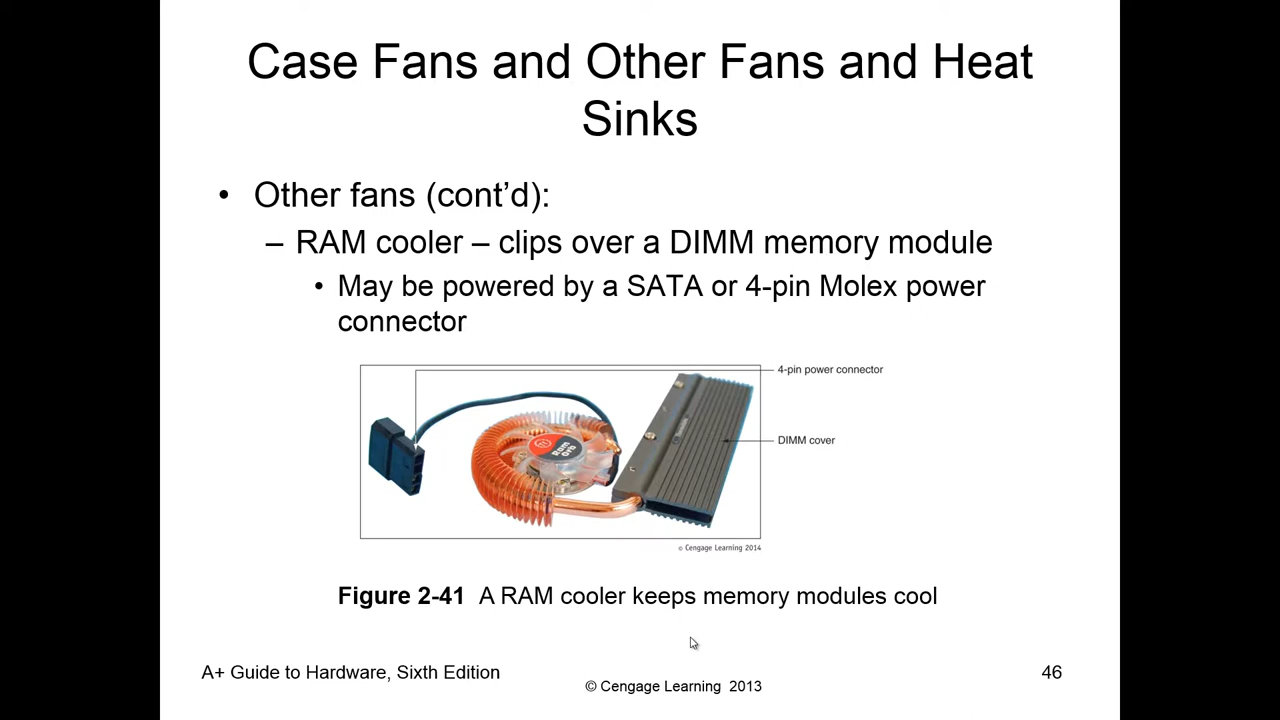 Case Fans and Other Fans and Heat
Sinks
• Other fans (cont’d):
– RAM cooler – clips over a DIMM memory module
• May be powered by a SATA or 4-pin Molex power
connector
4-pin power connector
Ram
Orb
DIMM cover
© Cengage Learning 2014
Figure 2-41 A RAM cooler keeps memory modules cool
A+ Guide to Hardware, Sixth Edition
© Cengage Learning 2013
46